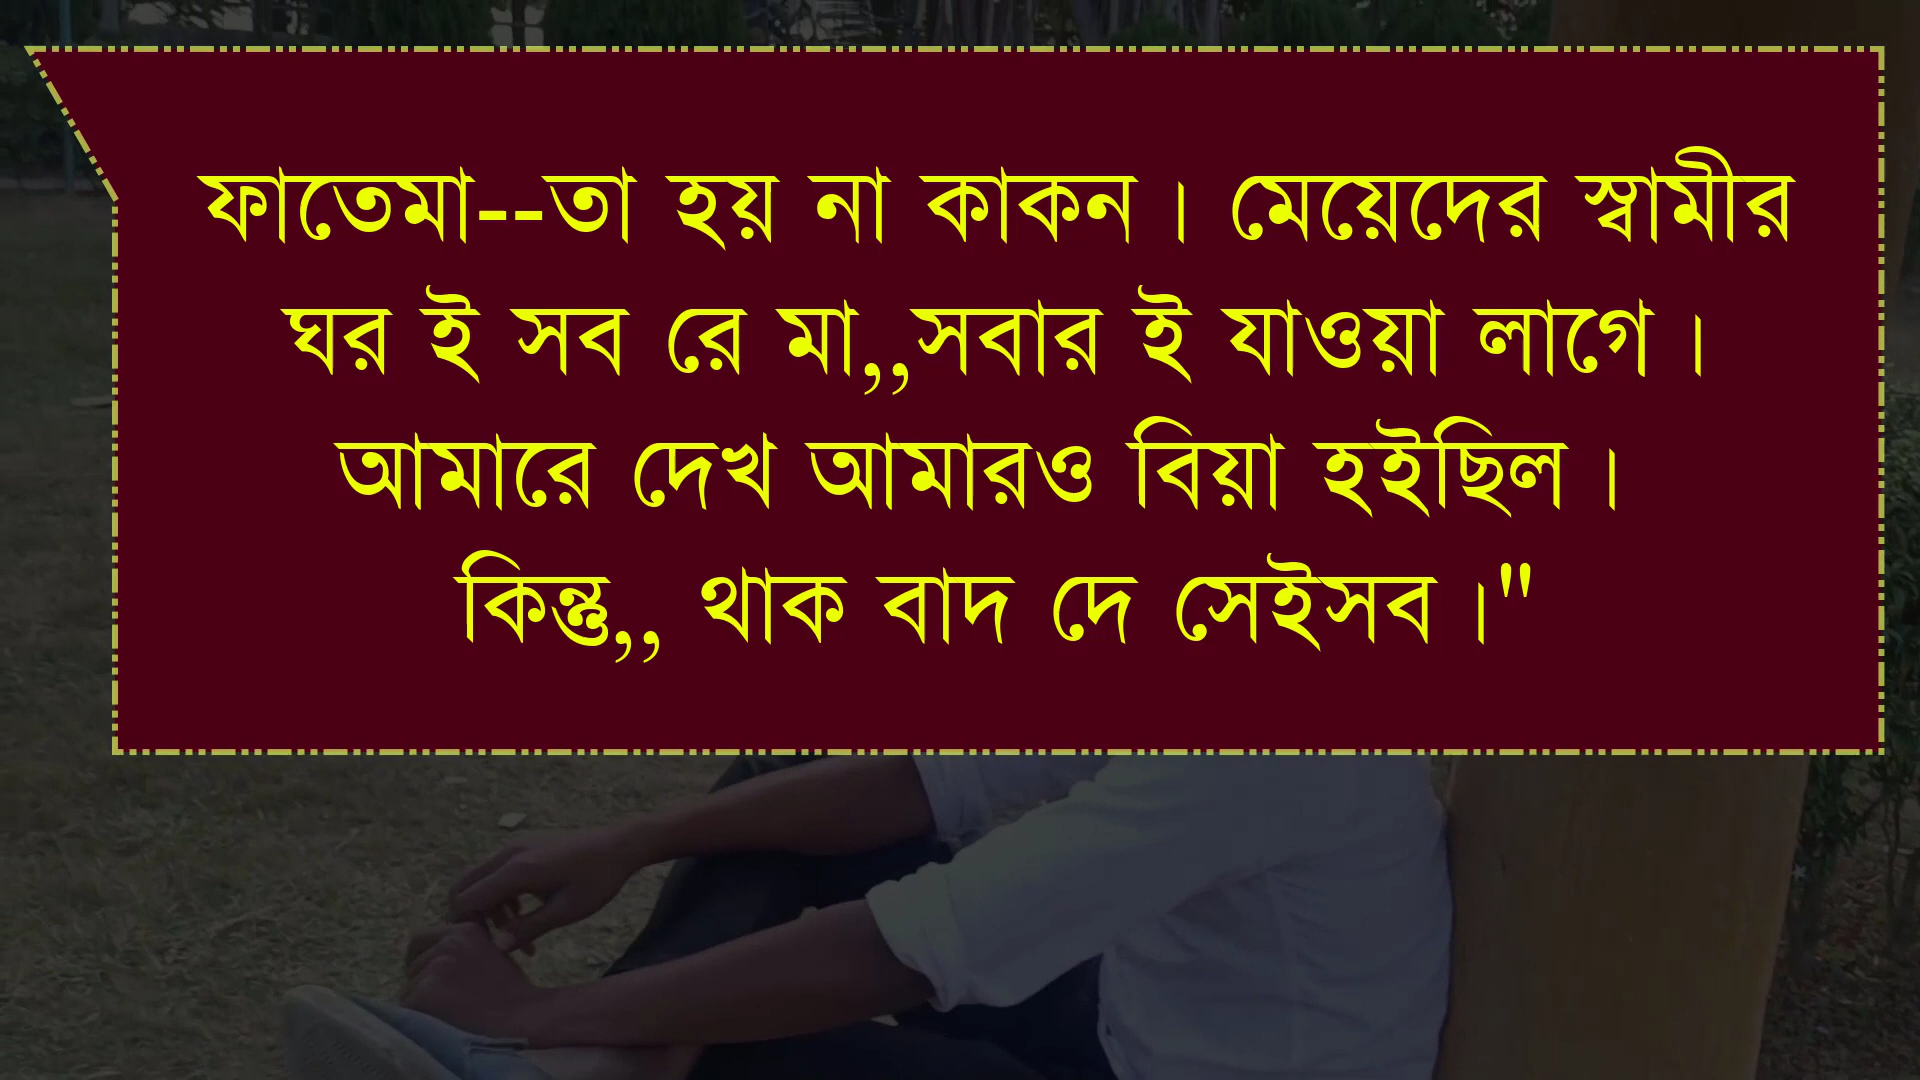 ফাতেমা--তা হয় না কাকন। মেয়েদের স্বামীর
ঘর ই সব রে মা,,সবার ই যাওয়া লাগে।
আমারে দেখ আমারও বিয়া হইছিল।
কিন্তু,, থাক বাদ দে সেইসব।"